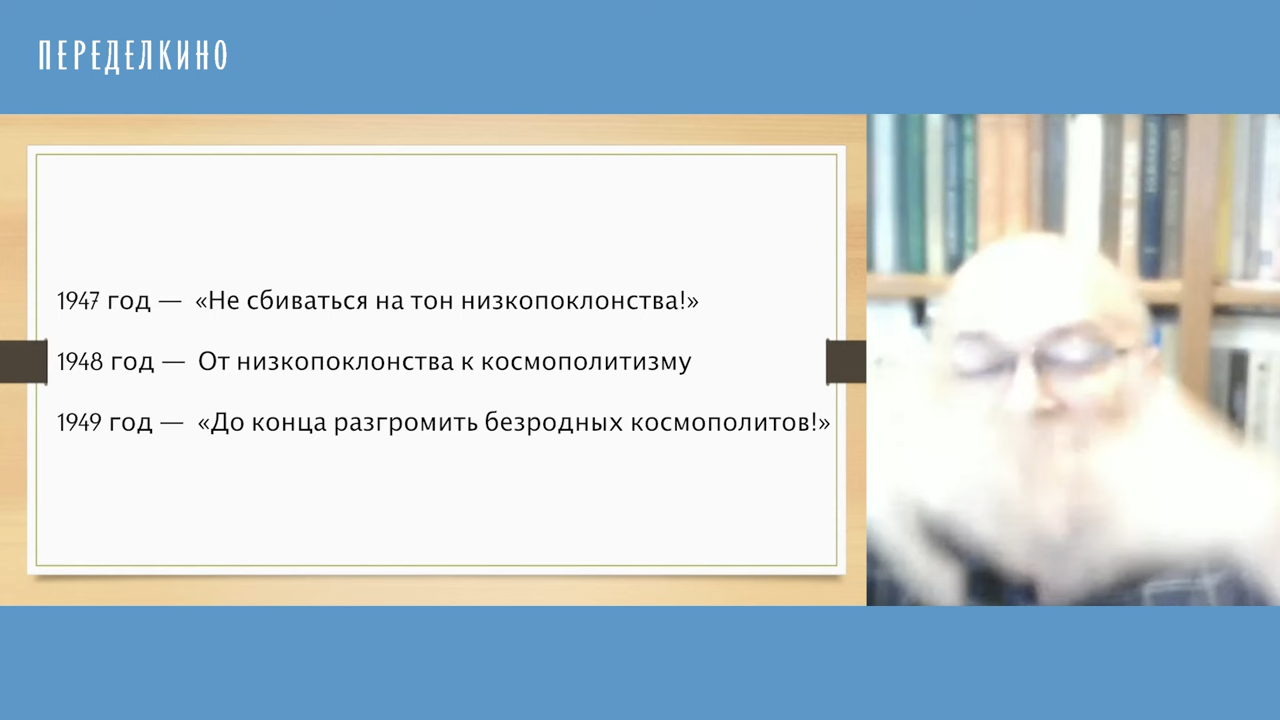 ПЕРЕДЕЛКИНО
1947 год — «Не сбиваться на тон низкопоклонства!»
1948 год — От низкопоклонства к космополитизму
1949 год — «До конца разгромить безродных космополитов!»